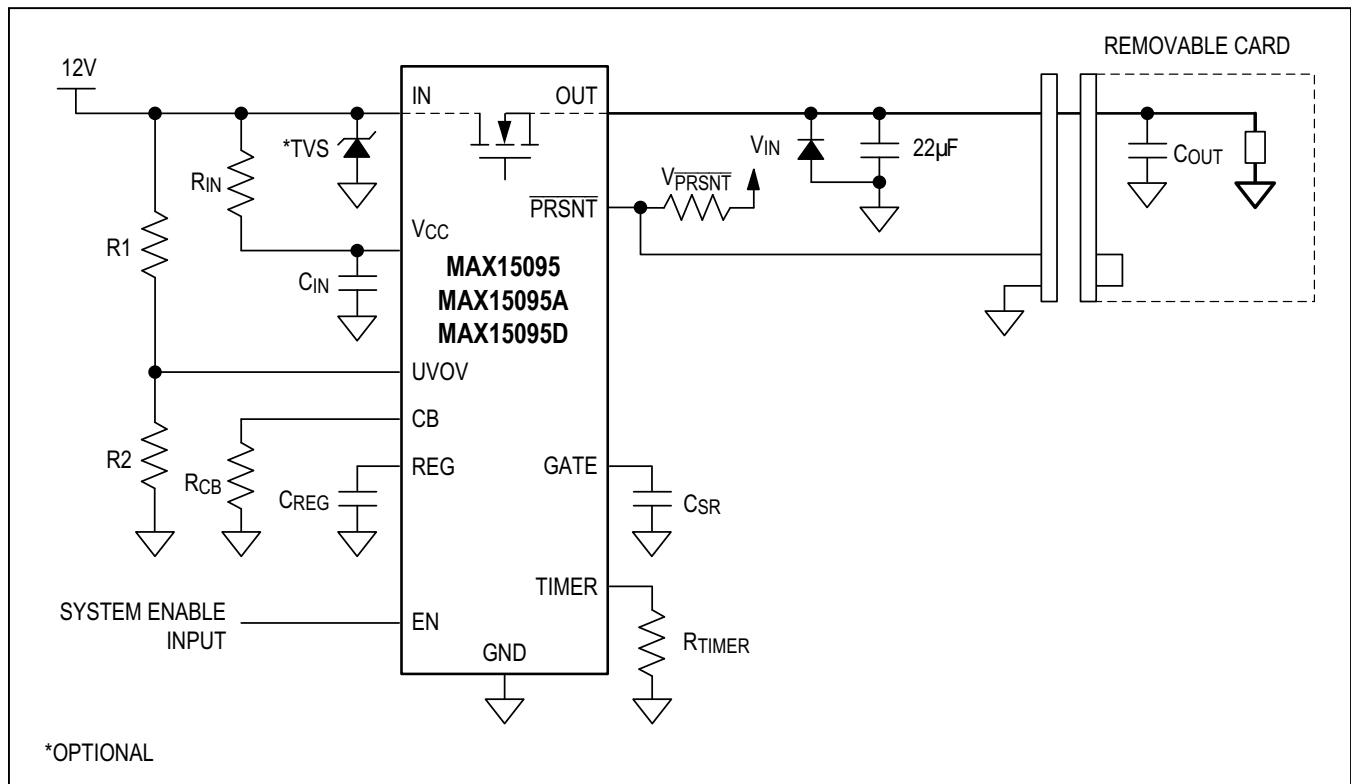 REMOVABLE CARD
12V
IN
OUT
*TVS
VIN
22µF
COUT
RIN
VPRSNT
PRSNT
R1
VCC
CIN
MAX15095
MAX15095A
MAX15095D
UVOV
CB
R2
RCB
REG
CREG
GATE
CSR
TIMER
SYSTEM ENABLE
INPUT
EN
RTIMER
GND
*OPTIONAL